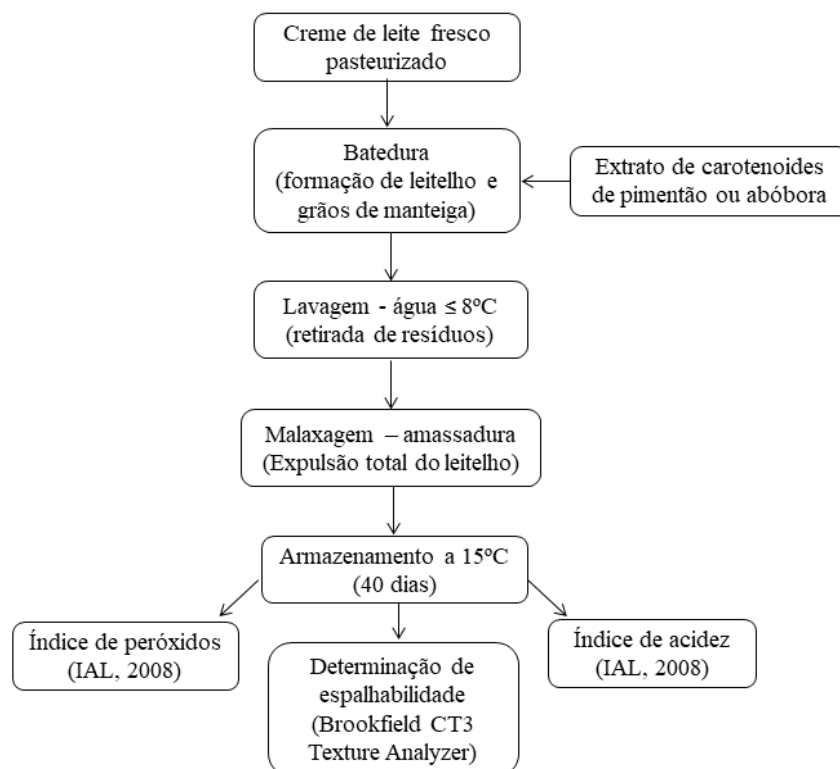 Creme de leite fresco
pasteurizado
Batedura
(formação de leitelho e
grãos de manteiga)
Extrato de carotenoides
de pimentão ou abóbora
Lavagem - água ≤ 8ºC
(retirada de resíduos)
Malaxagem – amassadura
(Expulsão total do leitelho)
Armazenamento a 15ºC
(40 dias)
Índice de peróxidos
(IAL, 2008)
Determinação de
espalhabilidade
(Brookfield CT3
Texture Analyzer)
Índice de acidez
(IAL, 2008)